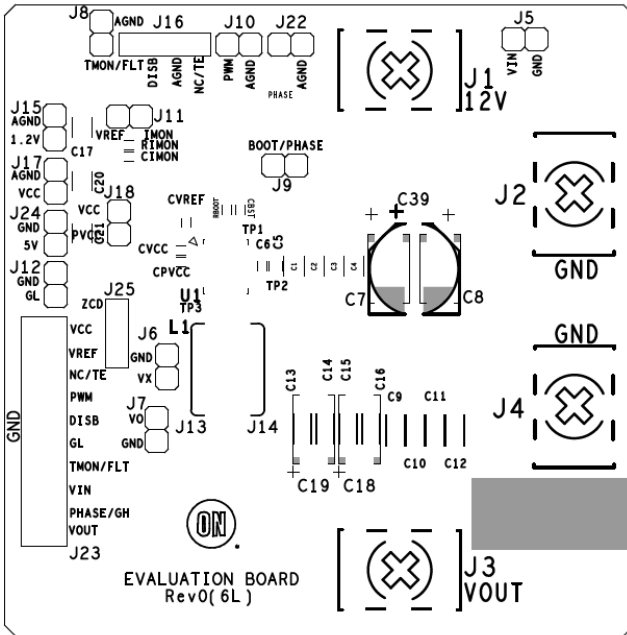 J8
AGND
TMON/FLT
J16
DISB
AGND
NC/TE
J10
PWM
AGND
J22
AGND
PHASE
J1
12V
J5
VIN
GND
J15
AGND
1.2V
C17
J11
VREF
IMON
RIMON
CIMON
J17
AGND
VCC
C20
BOOT/PHASE
J9
J2
GND
J18
VCC
PVCC
C21
J24
GND
5V
CVREF
RBOOT
CBST
TP1
C6
C5
CVCC
CPVCC
TP2
C1
C2
C3
C4
C39
C7
C8
J12
GND
GL
U1
TP3
L1
J25
ZCD
GND
J4
J6
GND
VX
J7
VO
GND
J13
J14
C13
C14
C15
C16
C9
C11
C10
C12
C19
C18
GND
VCC
VREF
NC/TE
PWM
DISB
GL
TMON/FLT
VIN
PHASE/GH
VOUT
J23
ON
EVALUATION BOARD
Rev0(6L)
J3
VOUT